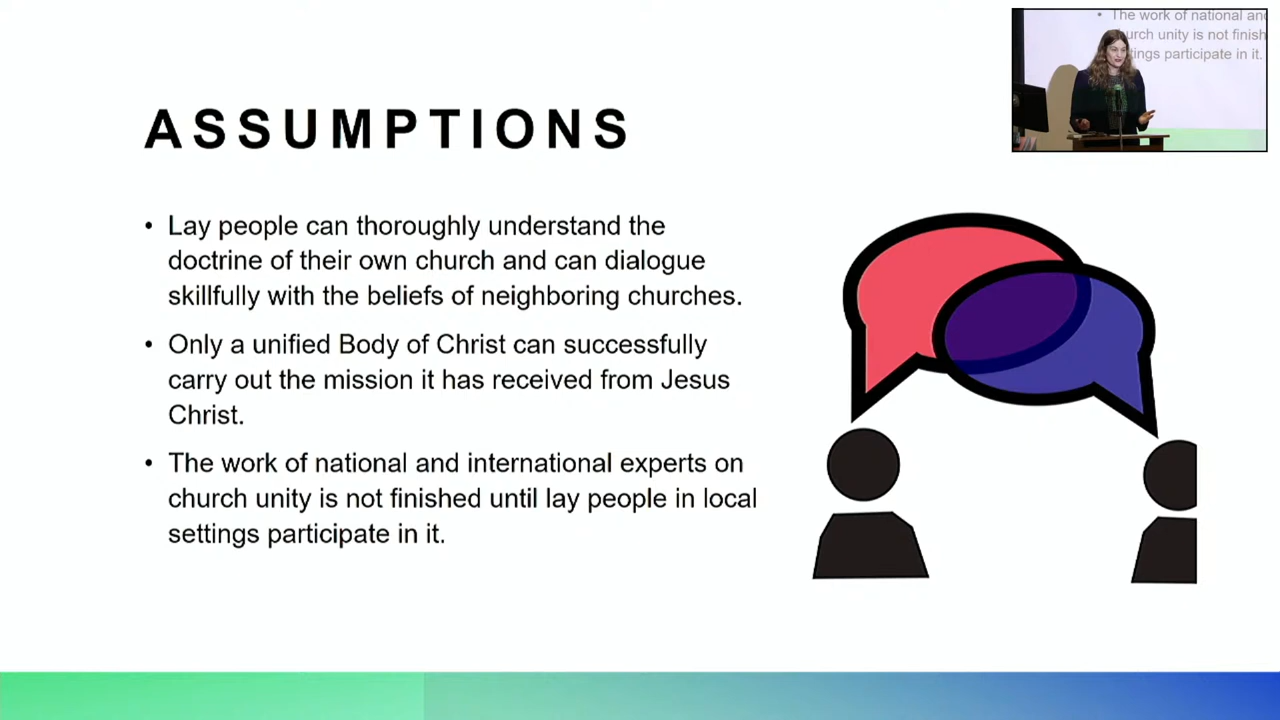 ASSUMPTIONS
• Lay people can thoroughly understand the
doctrine of their own church and can dialogue
skillfully with the beliefs of neighboring churches.
• Only a unified Body of Christ can successfully
carry out the mission it has received from Jesus
Christ.
• The work of national and international experts on
church unity is not finished until lay people in local
settings participate in it.
• The work of national and
urch unity is not finish
tings participate in it.